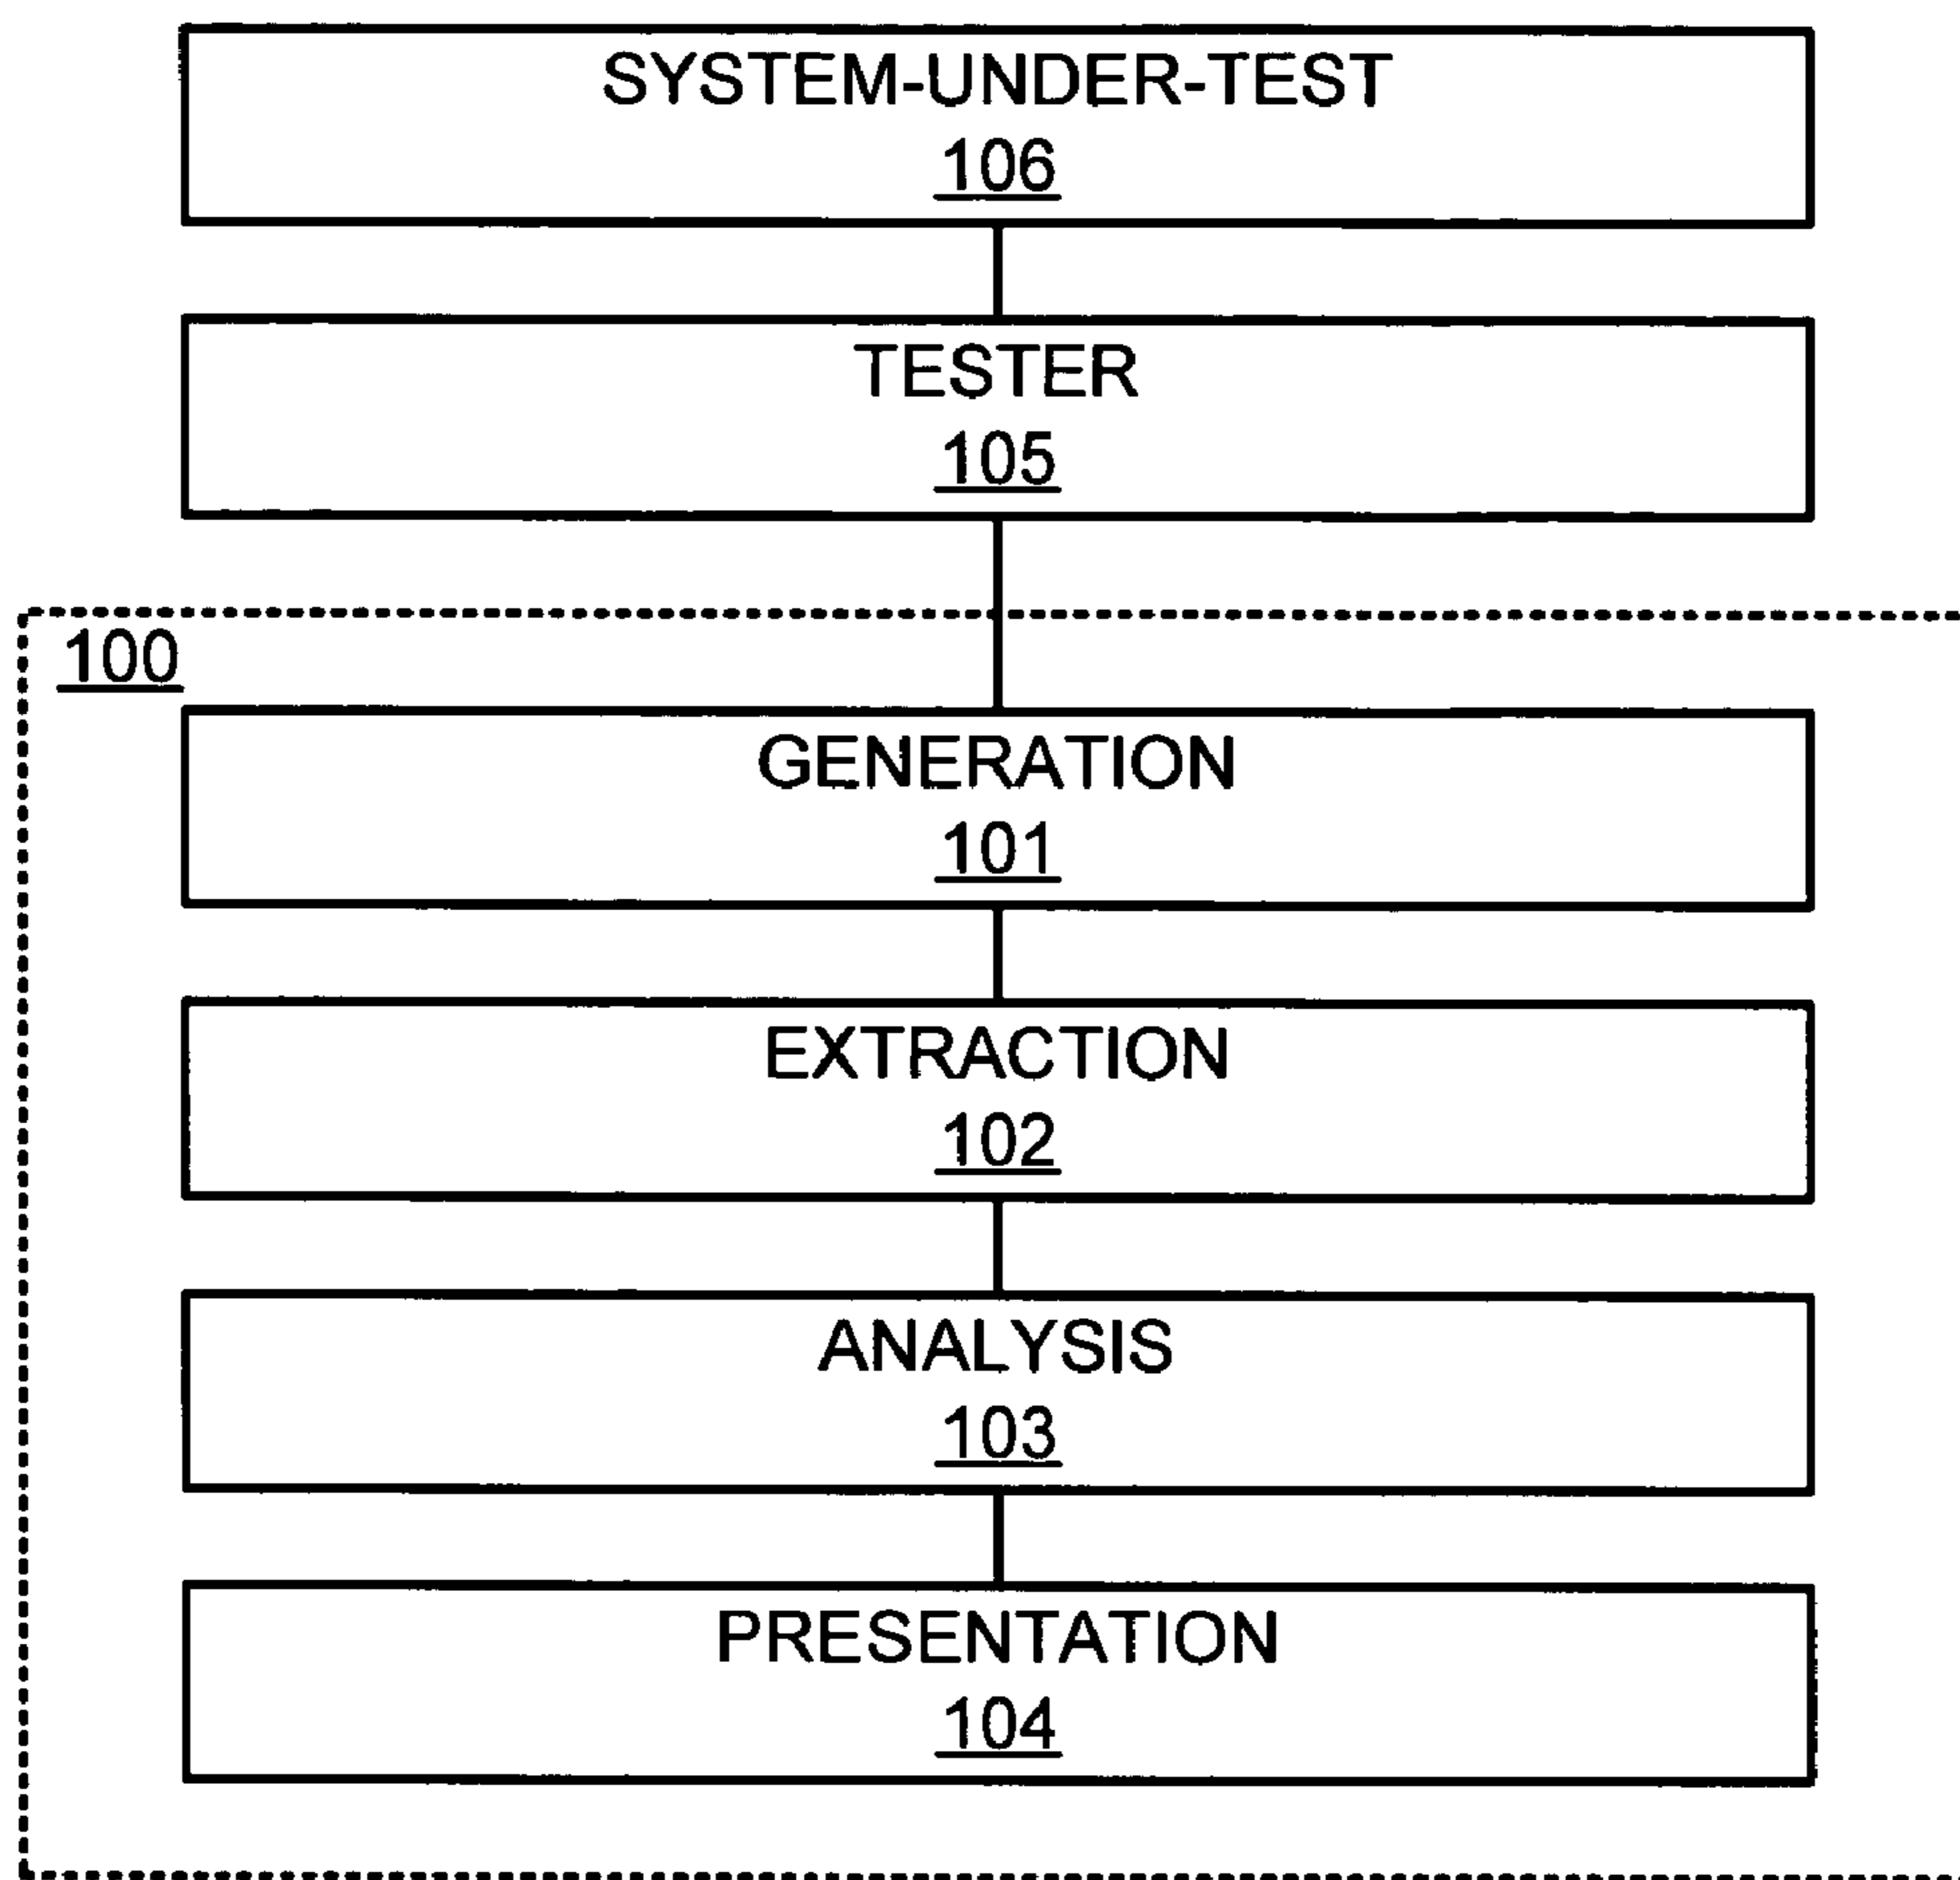 SYSTEM-UNDER-TEST
106
TESTER
105
100
GENERATION
101
EXTRACTION
102
ANALYSIS
103
PRESENTATION
104